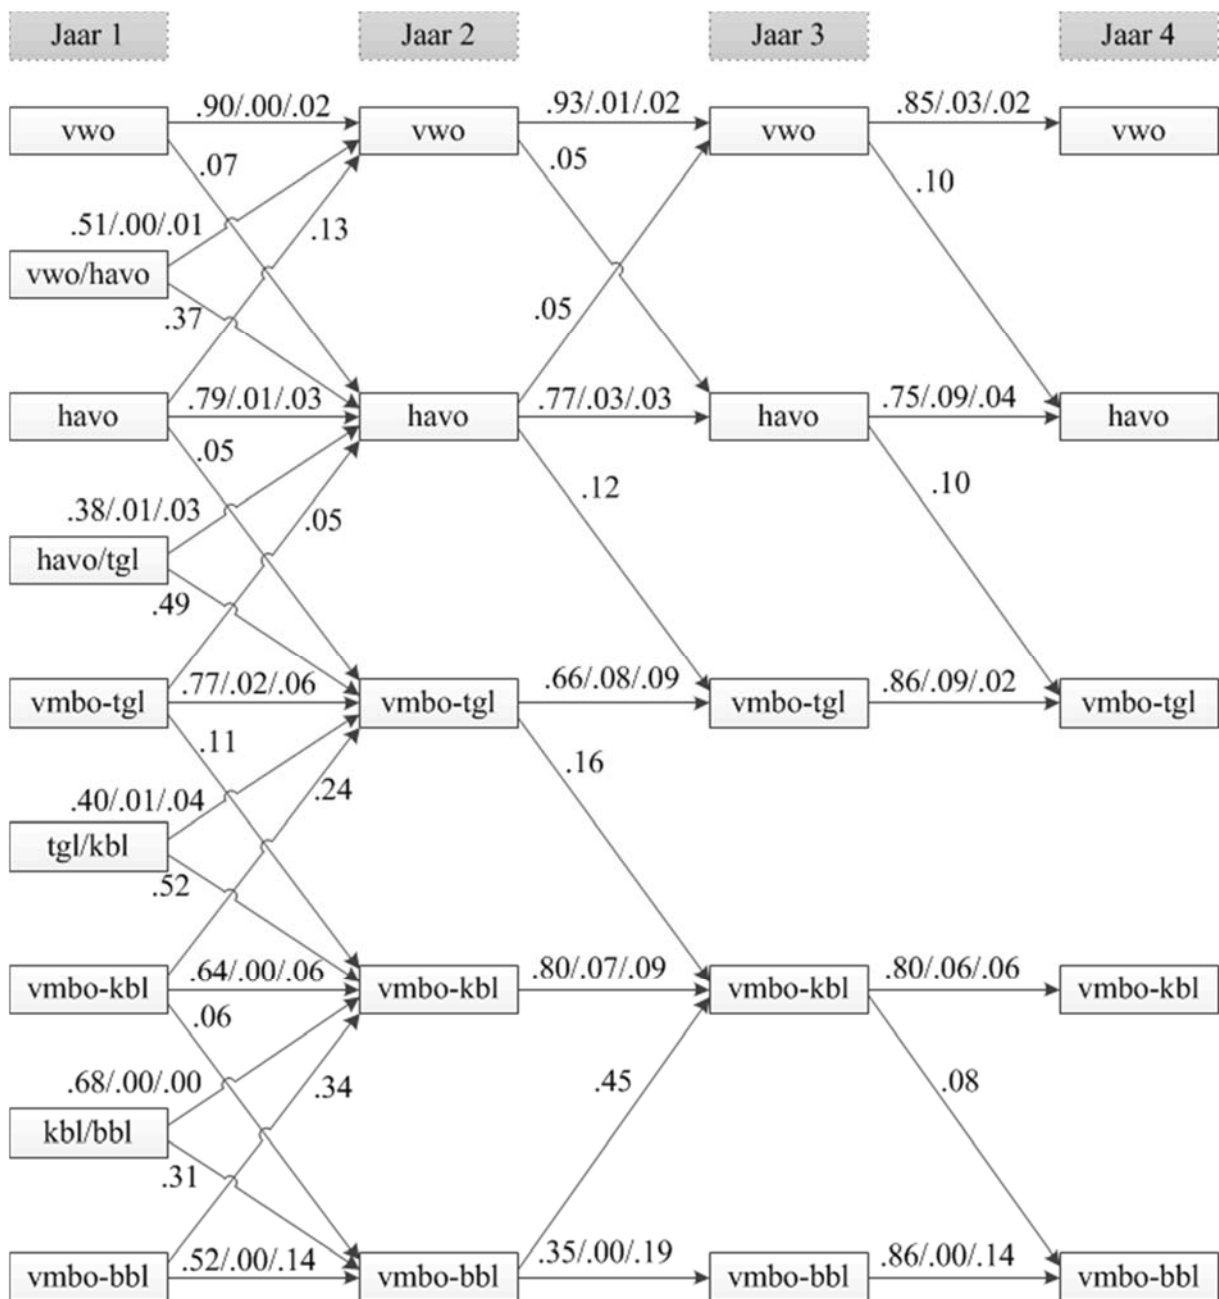 Jaar 1 Jaar 2 Jaar 3 Jaar 4
.90/.00/.02 .93/.01/.02 .85/.03/.02
vwo vwo vwo vwo
.07 .05 .10
.51/.00/.01 .13
vwo/havo
.37 .05
.79/.01/.03 .77/.03/.03 .75/.09/.04
havo havo havo havo
.05 .12 .10
.38/.01/.03 .05
havo/tgl
.49
.77/.02/.06 .66/.08/.09 .86/.09/.02
vmbo-tgl vmbo-tgl vmbo-tgl vmbo-tgl
.11 .16
.40/.01/.04 .24
tgl/kbl
.52
.64/.00/.06 .80/.07/.09 .80/.06/.06
vmbo-kbl vmbo-kbl vmbo-kbl vmbo-kbl
.06
.68/.00/.00 .34 .45 .08
kbl/bbl
.31
.52/.00/.14 .35/.00/.19 .86/.00/.14
vmbo-bbl vmbo-bbl vmbo-bbl vmbo-bbl